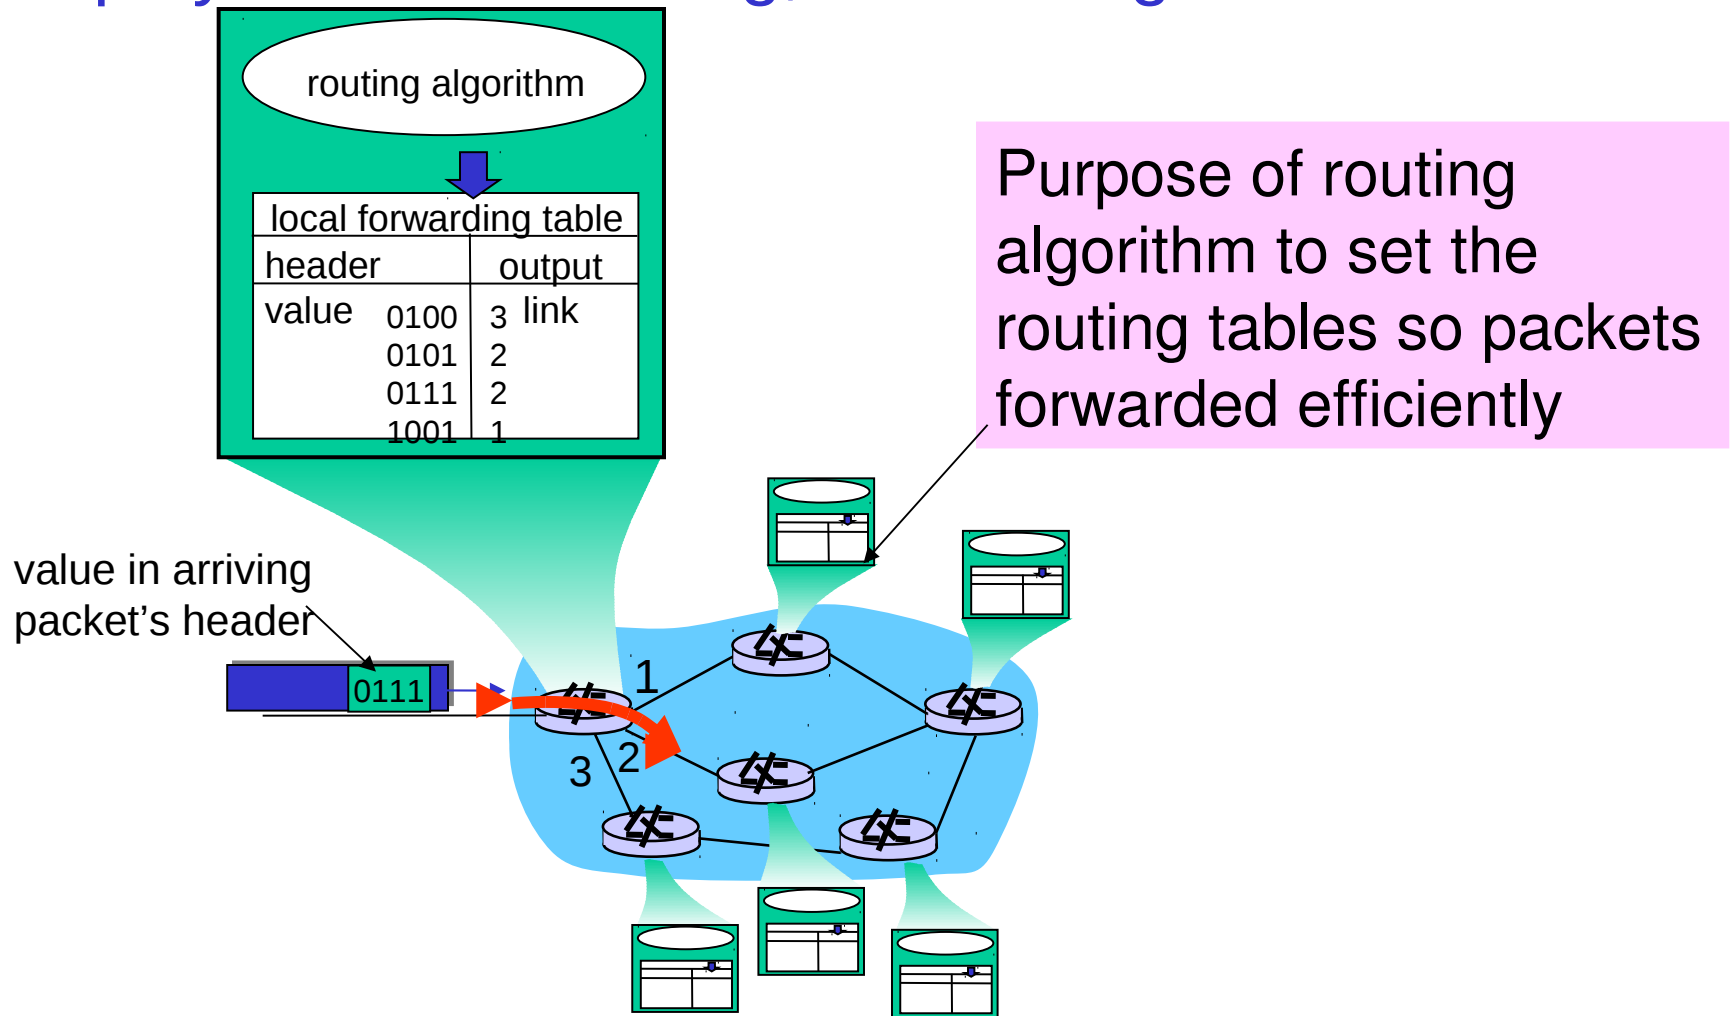 routing algorithm
local forwarding table
header output
value link
0100 3
0101 2
0111 2
1001 1
Purpose of routing
algorithm to set the
routing tables so packets
forwarded efficiently
value in arriving
packet’s header
0111
1
2
3